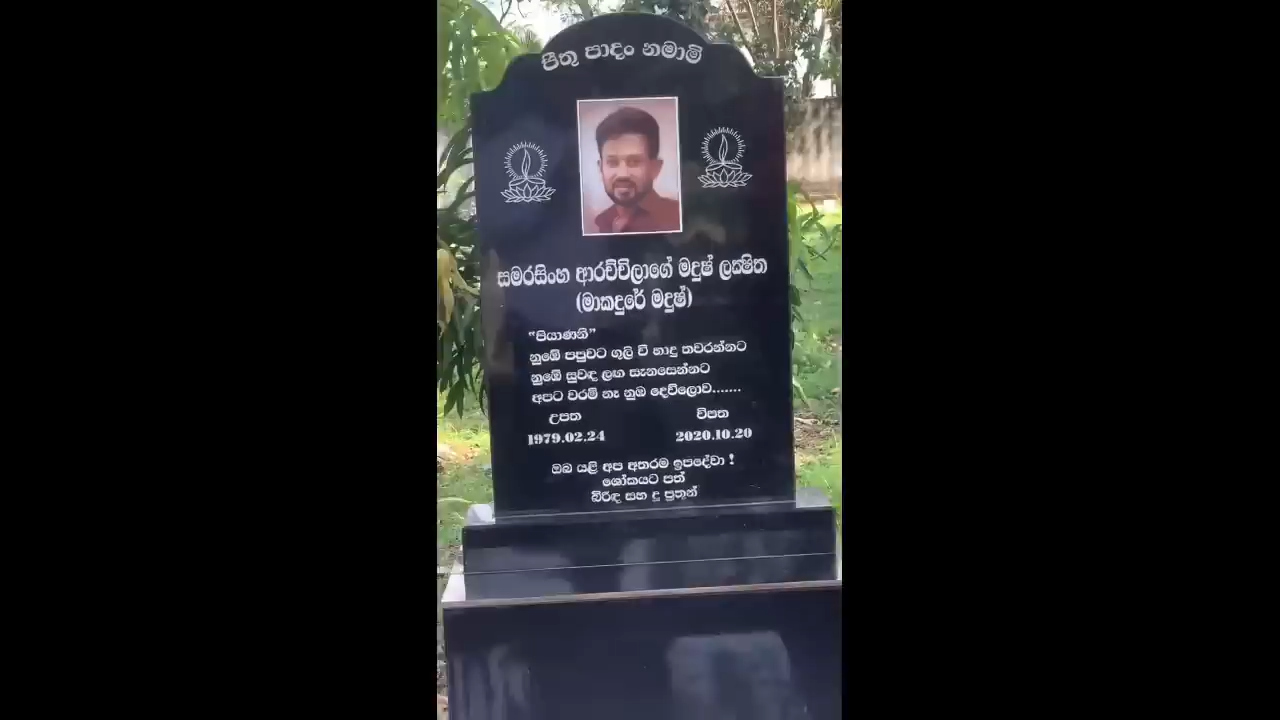 පීතෘ පාදං නමාමි
සමරසිංහ ආරච්චිලාගේ මදුෂ් ලක්ෂිත
(මාකදුරේ මදුෂ්)
“පියාණනි”
නුඹේ පපුවට ගුලි වී හාදු තවරන්නට
නුඹේ සුවඳ ලඟ සැනසෙන්නට
අපට වරම් නෑ නුඹ දෙව්ලොව.......
උපත විපත
1979.02.24 2020.10.20
ඔබ යළි අප අතරම ඉපදේවා !
ශෝකයට පත්
බිරිඳ සහ දූ පුතුන්